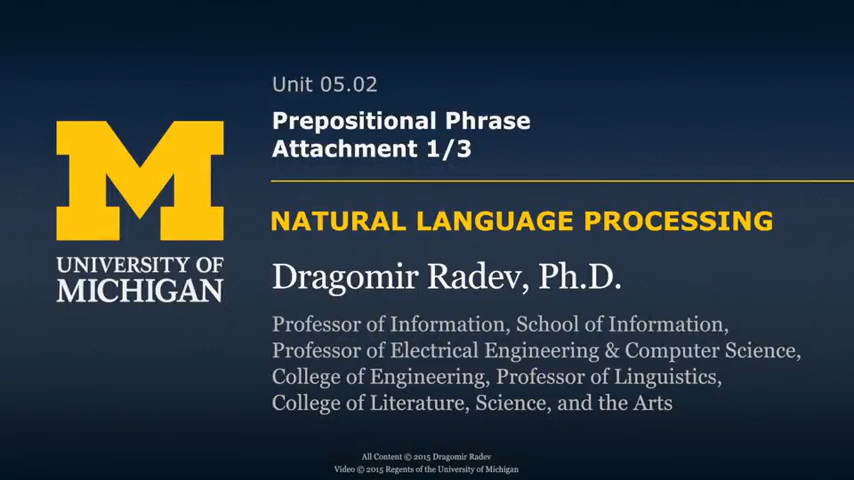 Unit 05.02
Prepositional Phrase
Attachment 1/3
NATURAL LANGUAGE PROCESSING
UNIVERSITY OF
MICHIGAN
Dragomir Radev, Ph.D.
Professor of Information, School of Information,
Professor of Electrical Engineering & Computer Science,
College of Engineering, Professor of Linguistics,
College of Literature, Science, and the Arts
All Content © 2015 Dragomir Radev
Video © 2015 Regents of the University of Michigan